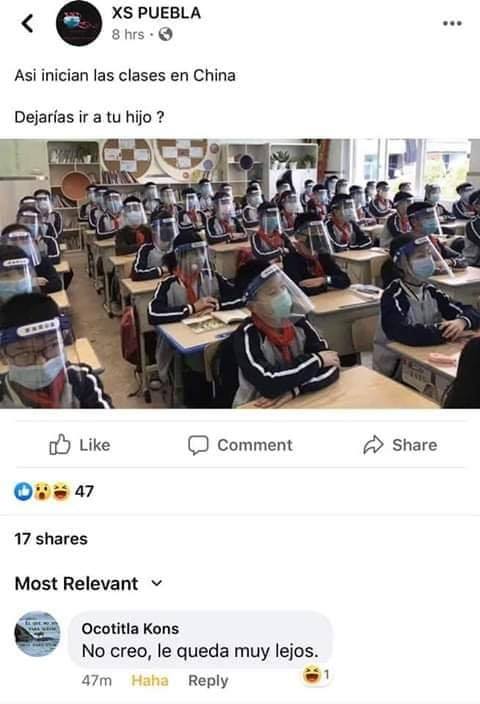 XS PUEBLA
8 hrs ·
Asi inician las clases en China
Dejarías ir a tu hijo ?
Like
Comment
Share
47
17 shares
Most Relevant
Ocotitla Kons
No creo, le queda muy lejos.
47m Haha Reply
1